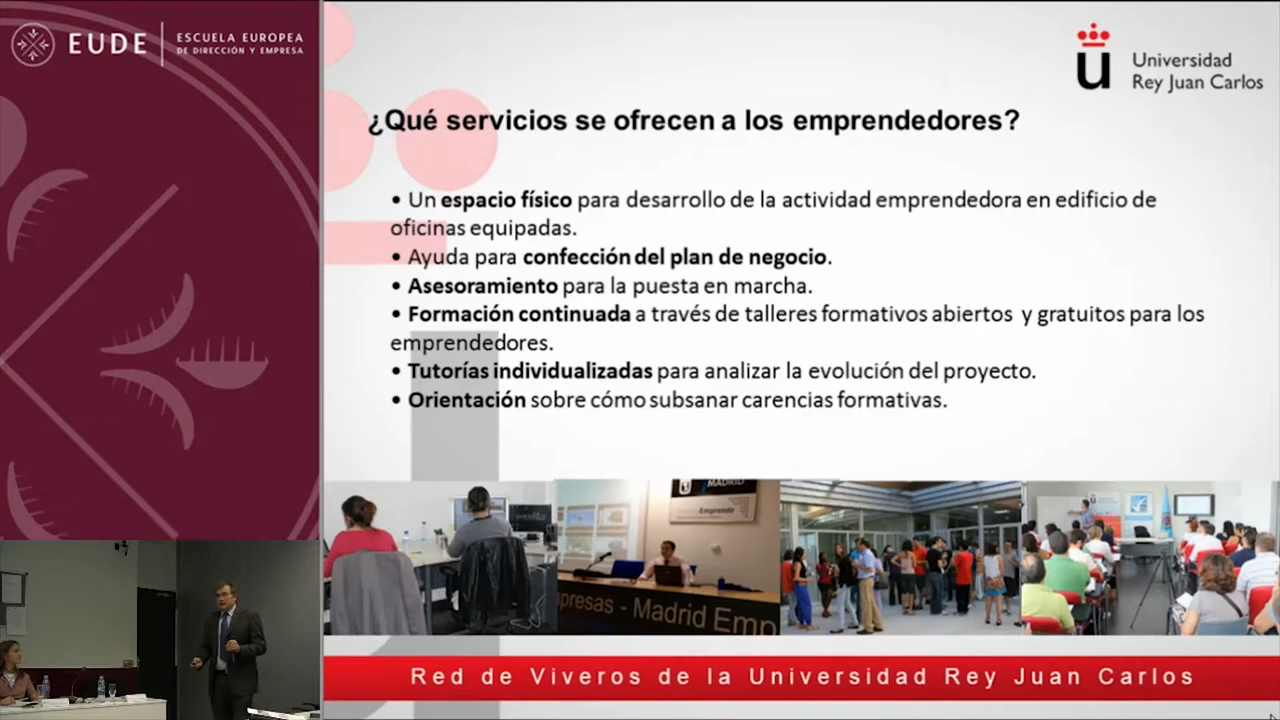 EUDE
ESCUELA EUROPEA
DE DIRECCIÓN Y EMPRESA
Universidad
Rey Juan Carlos
¿Qué servicios se ofrecen a los emprendedores?
• Un espacio físico para desarrollo de la actividad emprendedora en edificio de
oficinas equipadas.
• Ayuda para confección del plan de negocio.
• Asesoramiento para la puesta en marcha.
• Formación continuada a través de talleres formativos abiertos y gratuitos para los
emprendedores.
• Tutorías individualizadas para analizar la evolución del proyecto.
• Orientación sobre cómo subsanar carencias formativas.
¡MADRID!
Emprende
mpresas - Madrid Emp
Red de Viveros de la Universidad Rey Juan Carlos